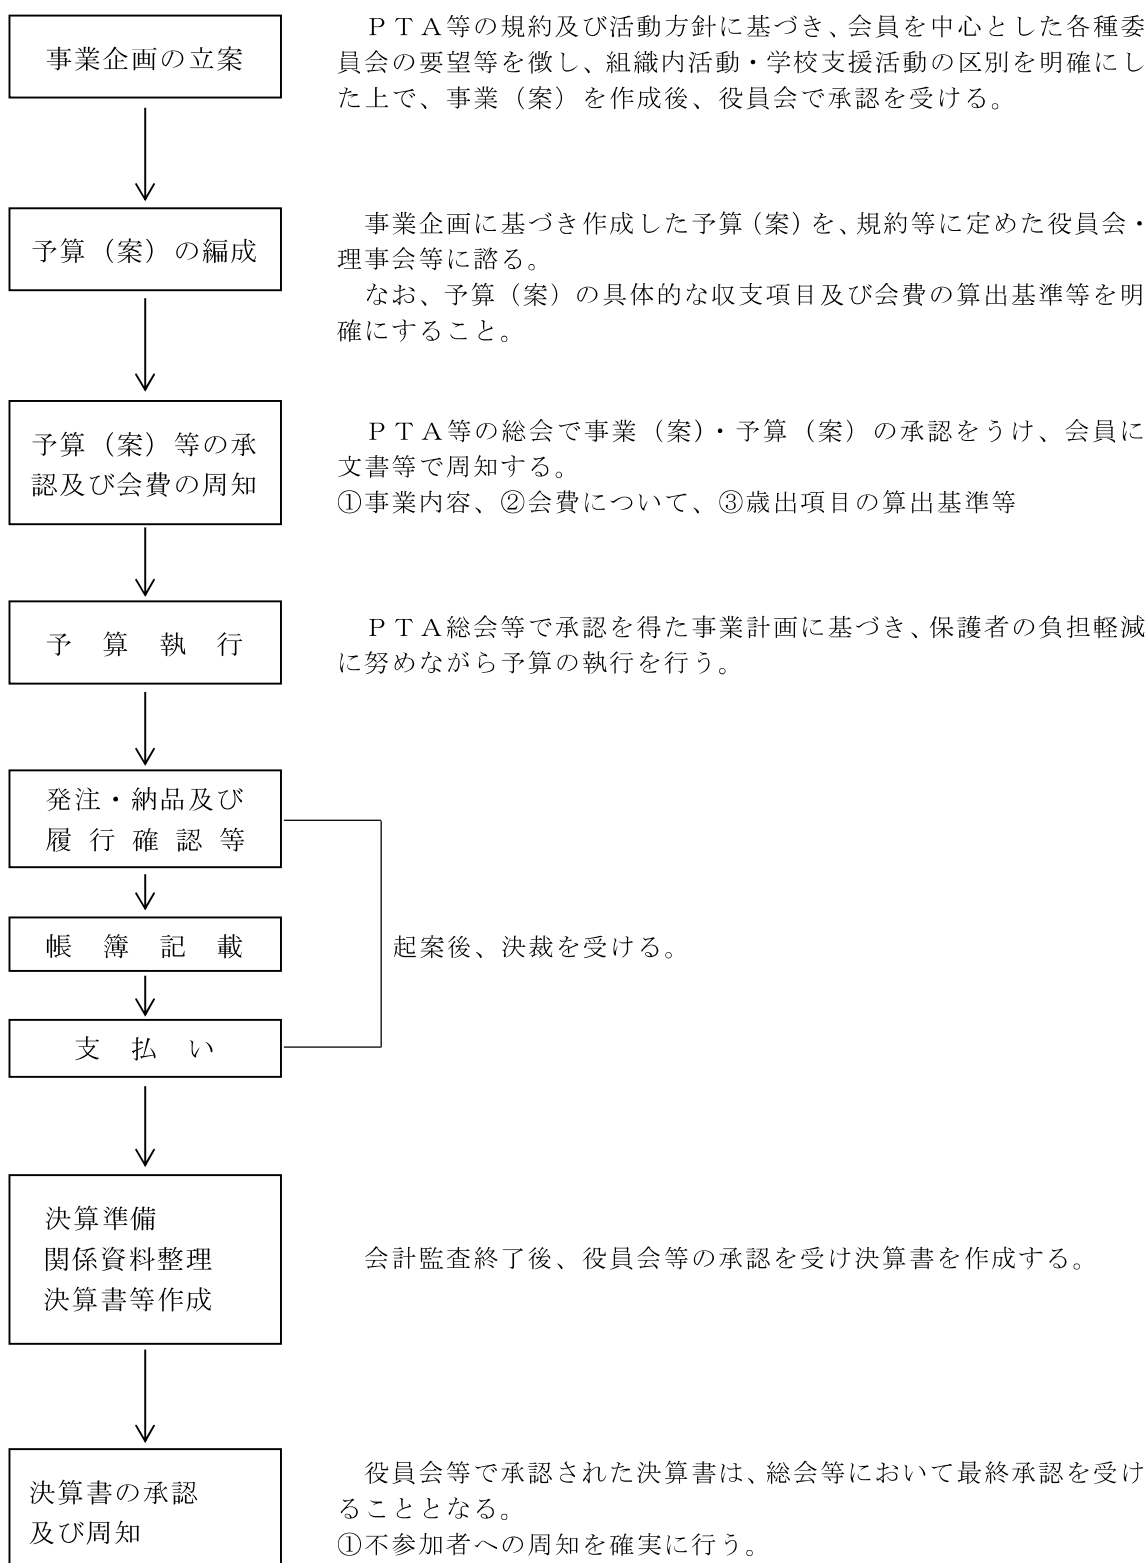 事業企画の立案
ＰＴＡ等の規約及び活動方針に基づき、会員を中心とした各種委
員会の要望等を徴し、組織内活動・学校支援活動の区別を明確にし
た上で、事業（案）を作成後、役員会で承認を受ける。
予算（案）の編成
事業企画に基づき作成した予算（案）を、規約等に定めた役員会・
理事会等に諮る。
なお、予算（案）の具体的な収支項目及び会費の算出基準等を明
確にすること。
予算（案）等の承
認及び会費の周知
ＰＴＡ等の総会で事業（案）・予算（案）の承認をうけ、会員に
文書等で周知する。
①事業内容、②会費について、③歳出項目の算出基準等
予　算　執　行
ＰＴＡ総会等で承認を得た事業計画に基づき、保護者の負担軽減
に努めながら予算の執行を行う。
発注・納品及び
履行確認等
帳　簿　記　載
起案後、決裁を受ける。
支　払　い
決算準備
関係資料整理
決算書等作成
会計監査終了後、役員会等の承認を受け決算書を作成する。
決算書の承認
及び周知
役員会等で承認された決算書は、総会等において最終承認を受け
ることとなる。
①不参加者への周知を確実に行う。